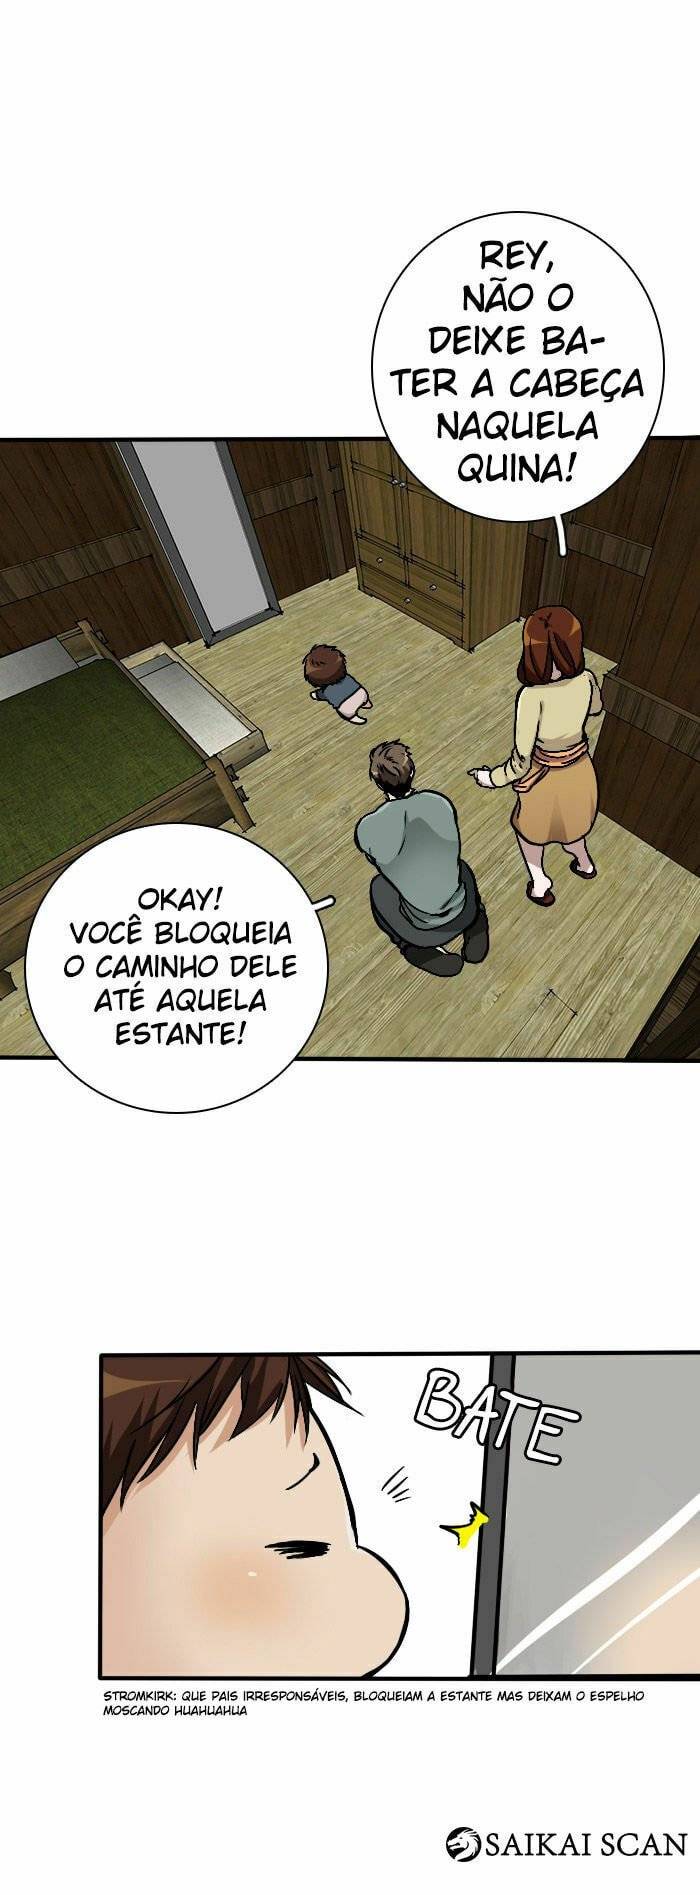 REY,
NÃO O
DEIXE BA-
TER A CABEÇA
NAQUELA
QUINA!
OKAY!
VOCÊ BLOQUEIA
O CAMINHO DELE
ATÉ AQUELA
ESTANTE!
BATE
STROMKIRK: QUE PAIS IRRESPONSÁVEIS, BLOQUEIAM A ESTANTE MAS DEIXAM O ESPELHO
MOSCANDO HUAHUAHUA
SAIKAI SCAN